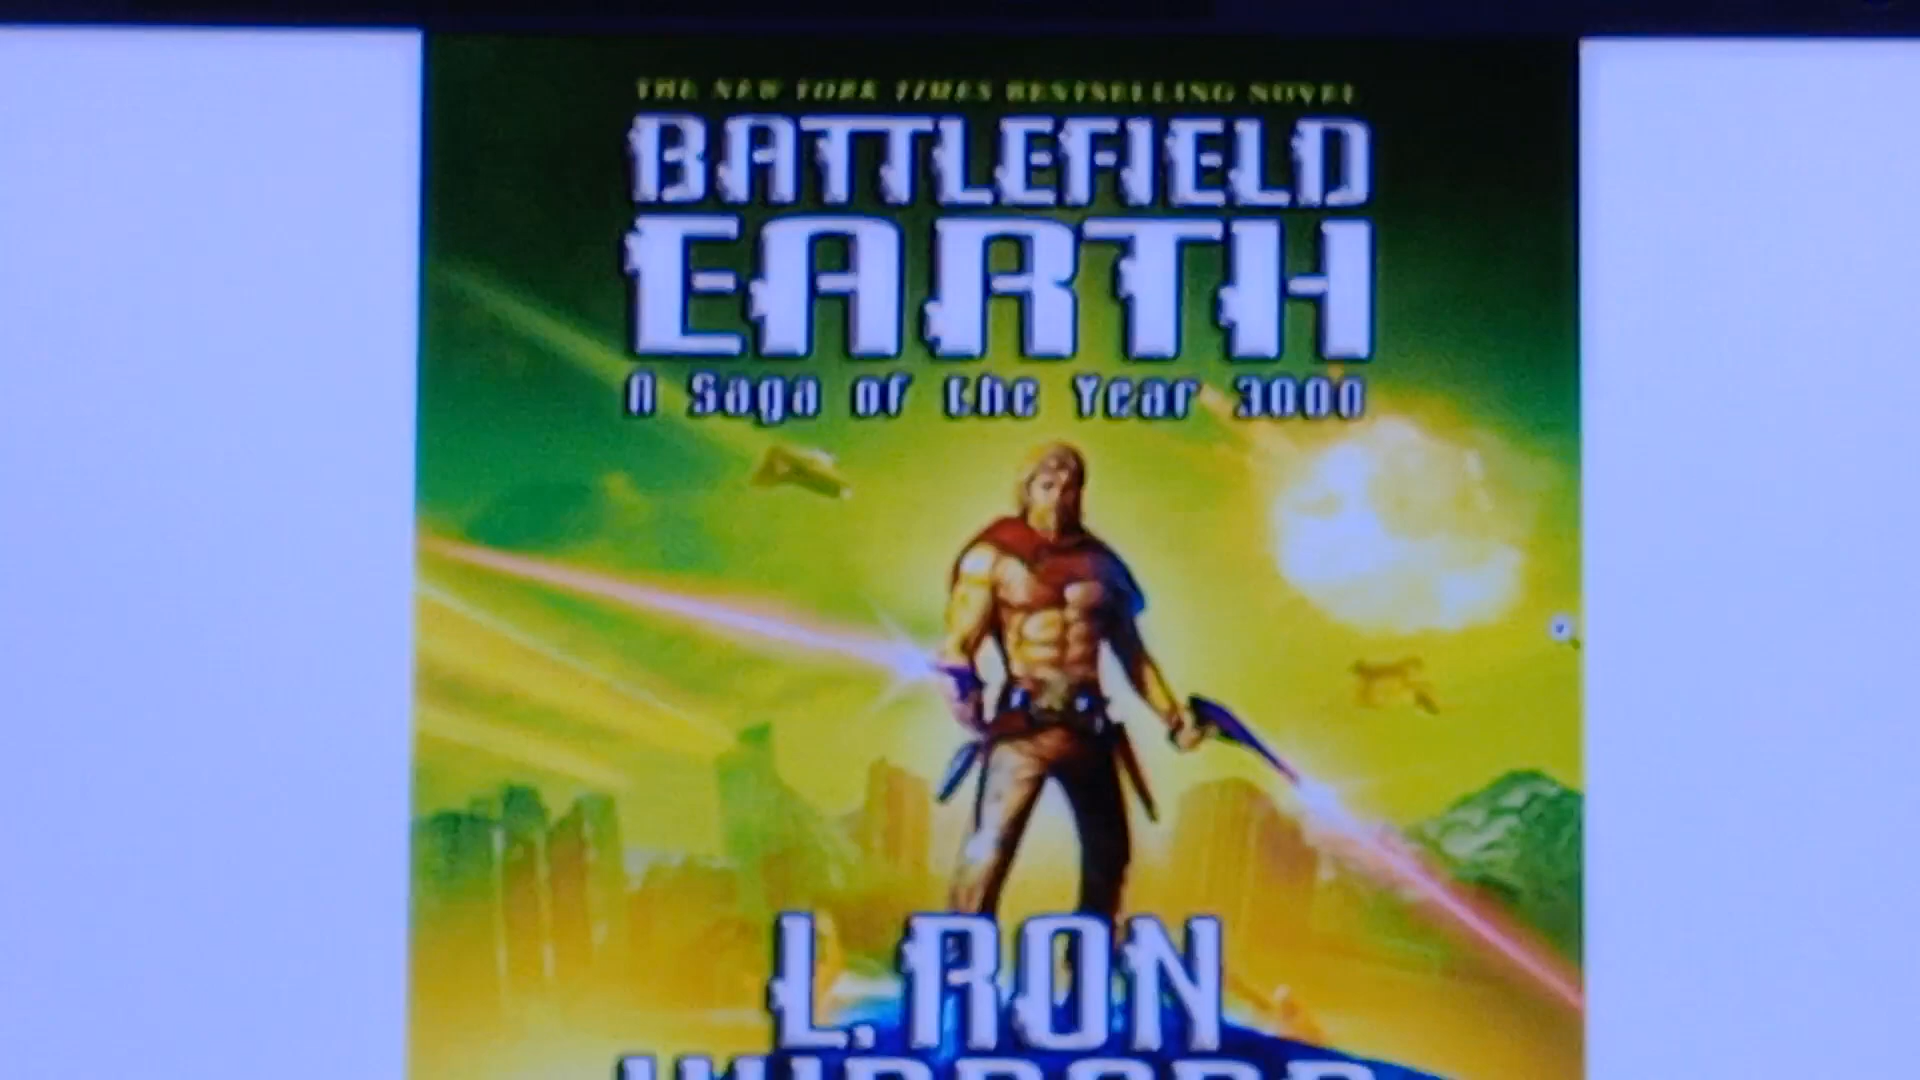 THE NEW YORK TIMES BESTSELLING NOVEL
BATTLEFIELD
EARTH
A Saga of the Year 3000
L. RON